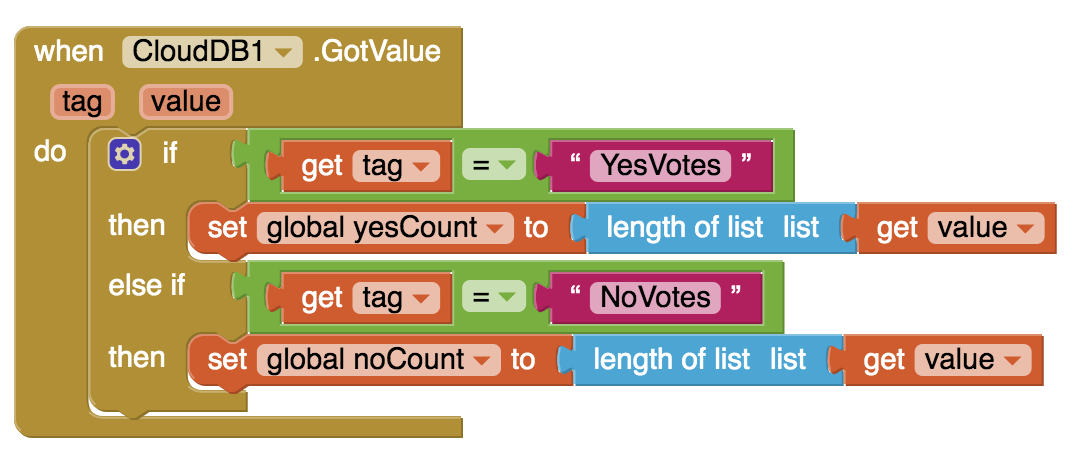 when CloudDB1 .GotValue
tag value
do if get tag = “ YesVotes ”
then set global yesCount to length of list list get value
else if get tag = “ NoVotes ”
then set global noCount to length of list list get value